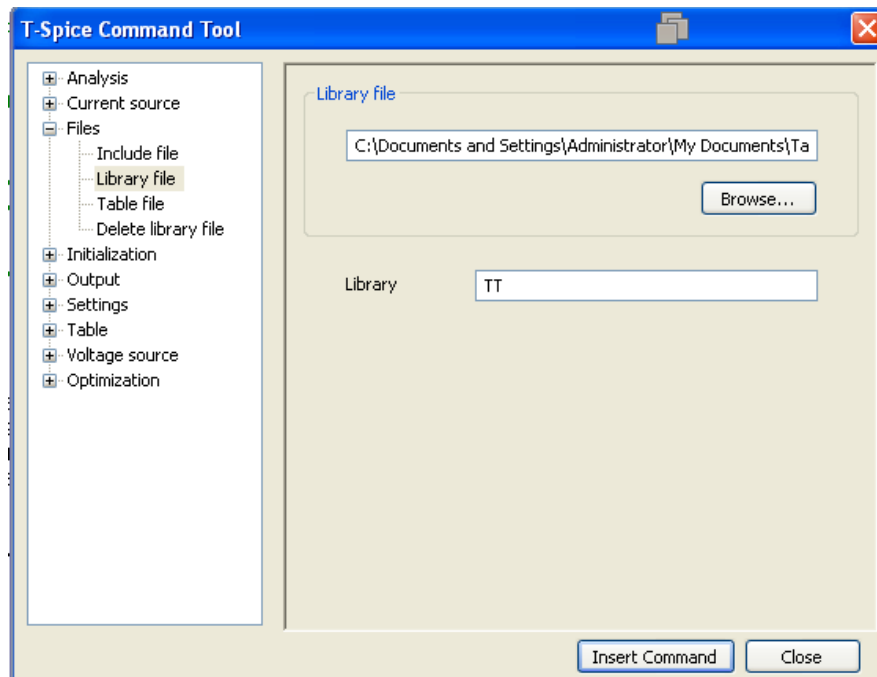 T-Spice Command Tool
Analysis
Current source
Files
Include file
Library file
Table file
Delete library file
Initialization
Output
Settings
Table
Voltage source
Optimization
Library file
C:\Documents and Settings\Administrator\My Documents\Ta
Browse...
Library TT
Insert Command Close